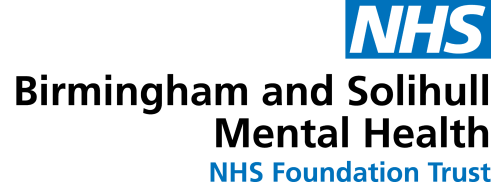 NHS
Birmingham and Solihull
Mental Health
NHS Foundation Trust